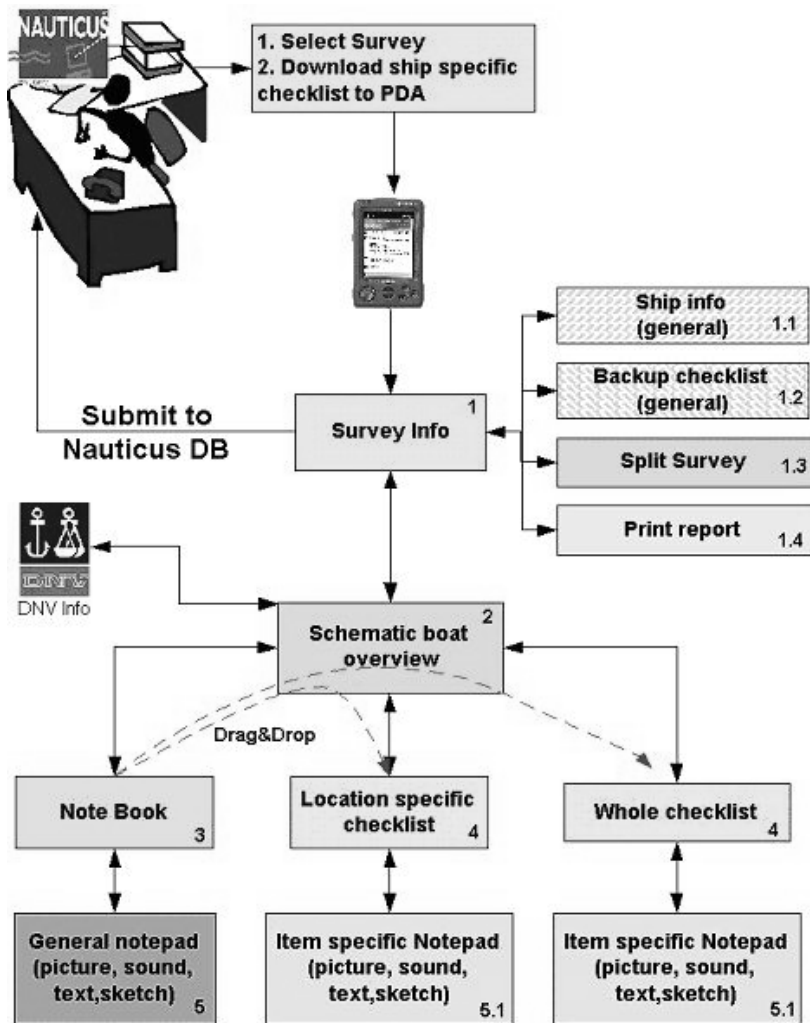 NAUTICUS
1. Select Survey
2. Download ship specific
checklist to PDA
Ship info
(general)
1.1
Backup checklist
(general)
1.2
Survey Info
1
Submit to
Nauticus DB
Split Survey
1.3
Print report
1.4
DNV
DNV Info
Schematic boat
overview
2
Drag&Drop
Note Book
3
Location specific
checklist
4
Whole checklist
4
General notepad
(picture, sound,
text,sketch)
5
Item specific Notepad
(picture, sound,
text,sketch)
5.1
Item specific Notepad
(picture, sound,
text,sketch)
5.1